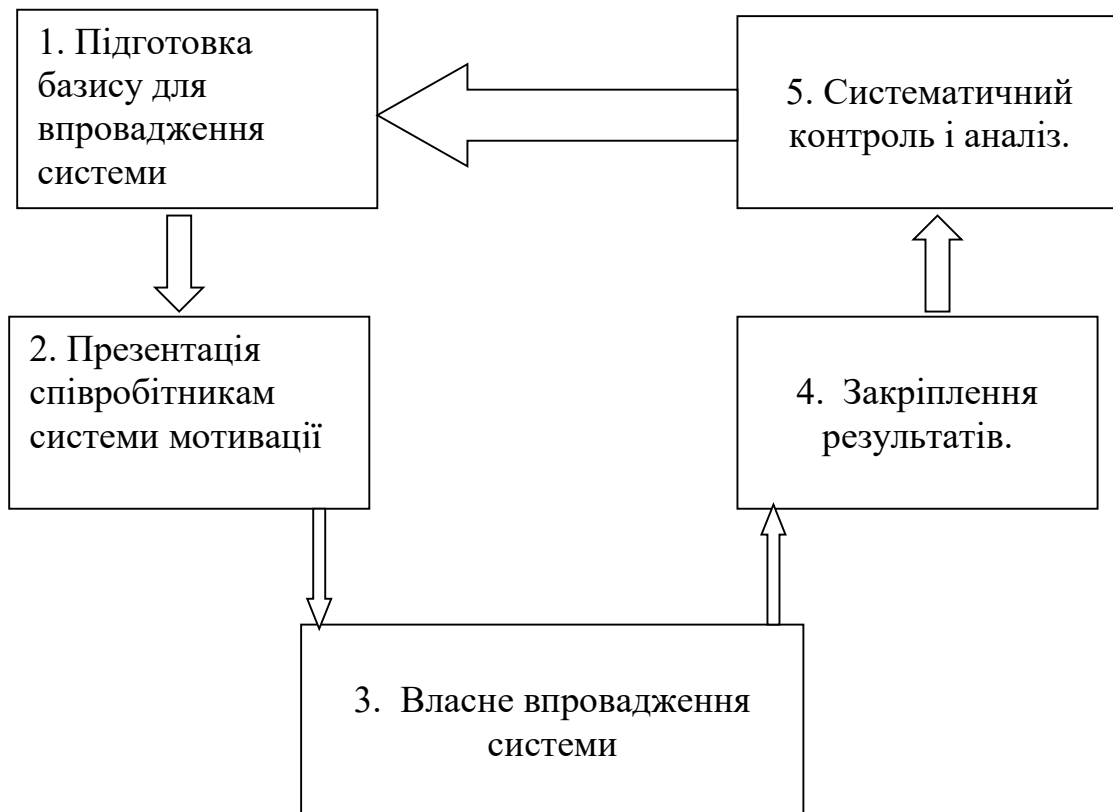 1. Підготовка
базису для
впровадження
системи
2. Презентація
співробітникам
системи мотивації
3. Власне впровадження
системи
4. Закріплення
результатів.
5. Систематичний
контроль і аналіз.